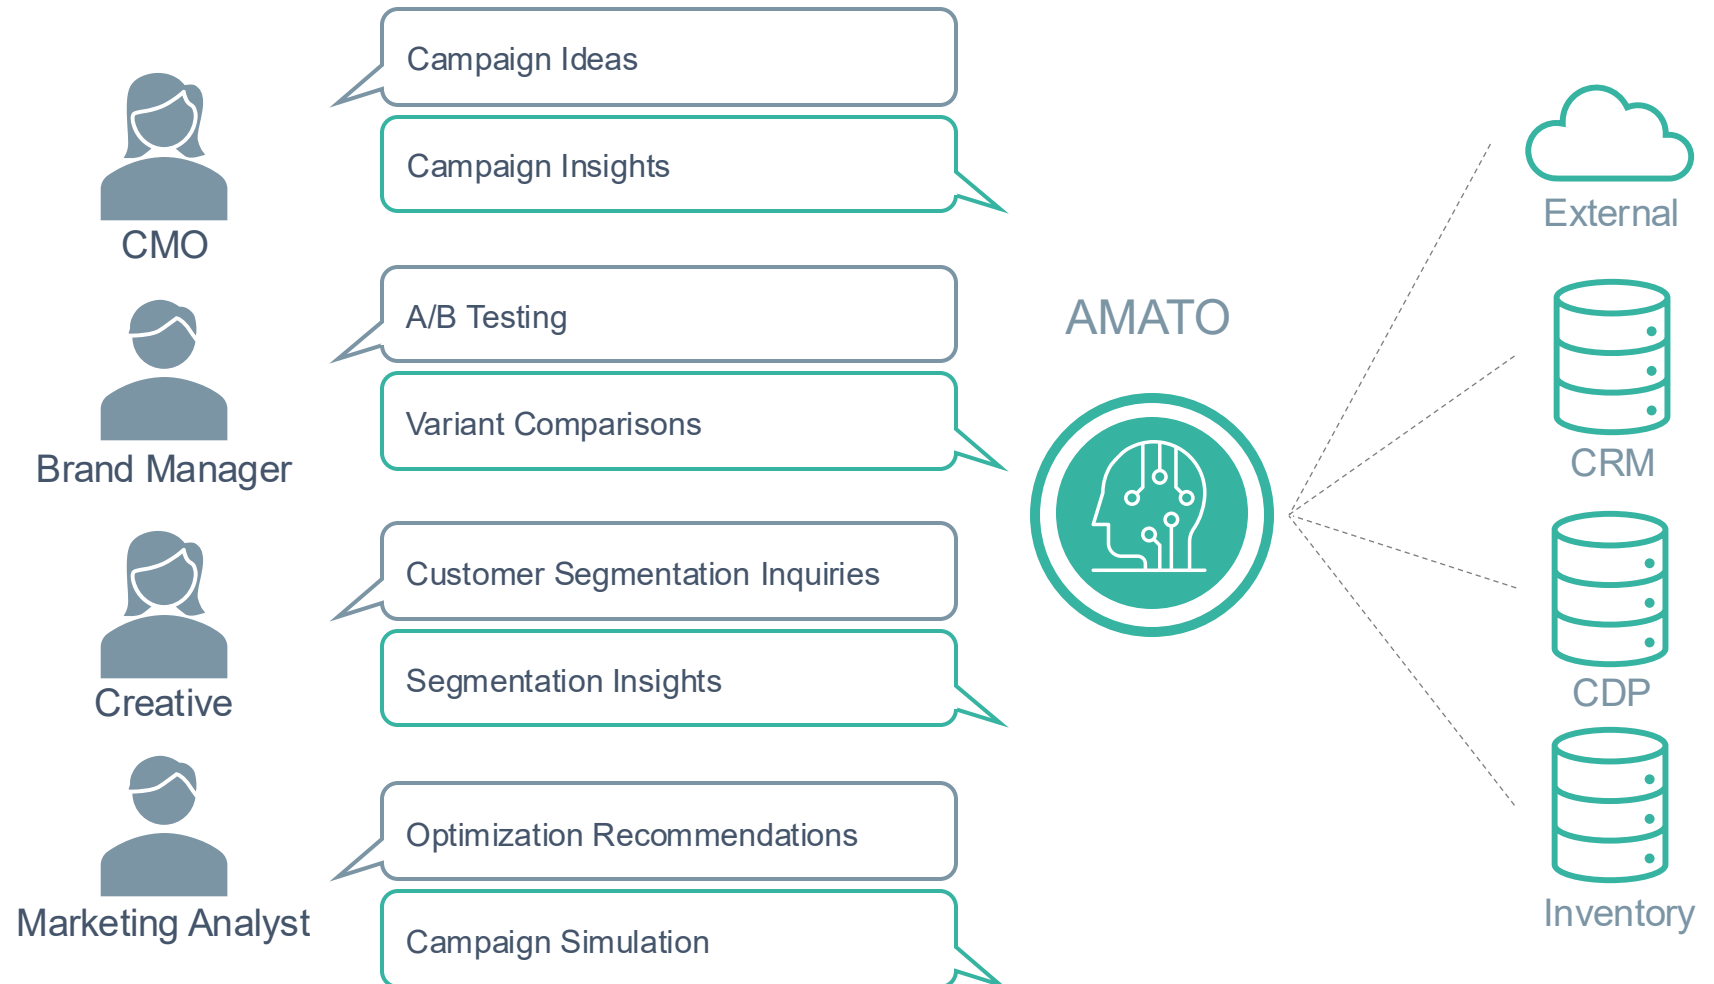 Campaign Ideas
Campaign Insights
CMO
A/B Testing
Variant Comparisons
Brand Manager
Customer Segmentation Inquiries
Segmentation Insights
Creative
Optimization Recommendations
Campaign Simulation
Marketing Analyst
AMATO
External
CRM
CDP
Inventory